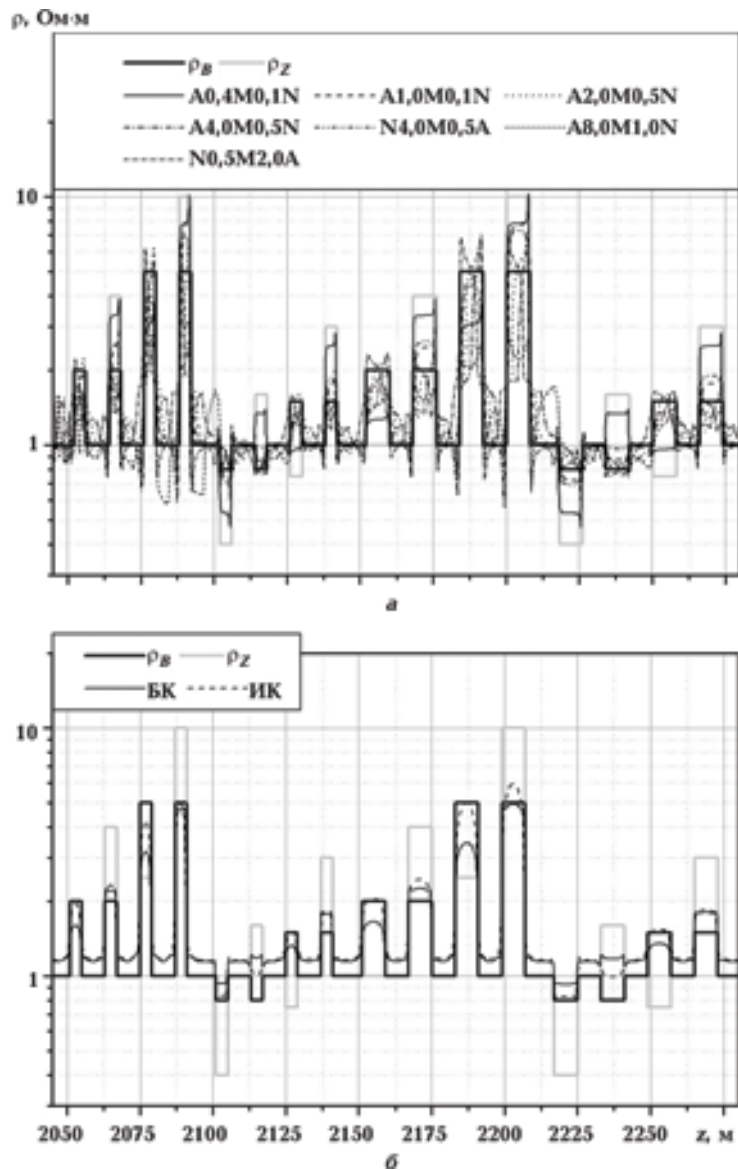 ρ, Ом·м
ρB ρZ
A0,4M0,1N A1,0M0,1N A2,0M0,5N
A4,0M0,5N N4,0M0,5A A8,0M1,0N
N0,5M2,0A
10
1
а
ρB ρZ
БК ИК
10
1
2050 2075 2100 2125 2150 2175 2200 2225 2250 z, м
б